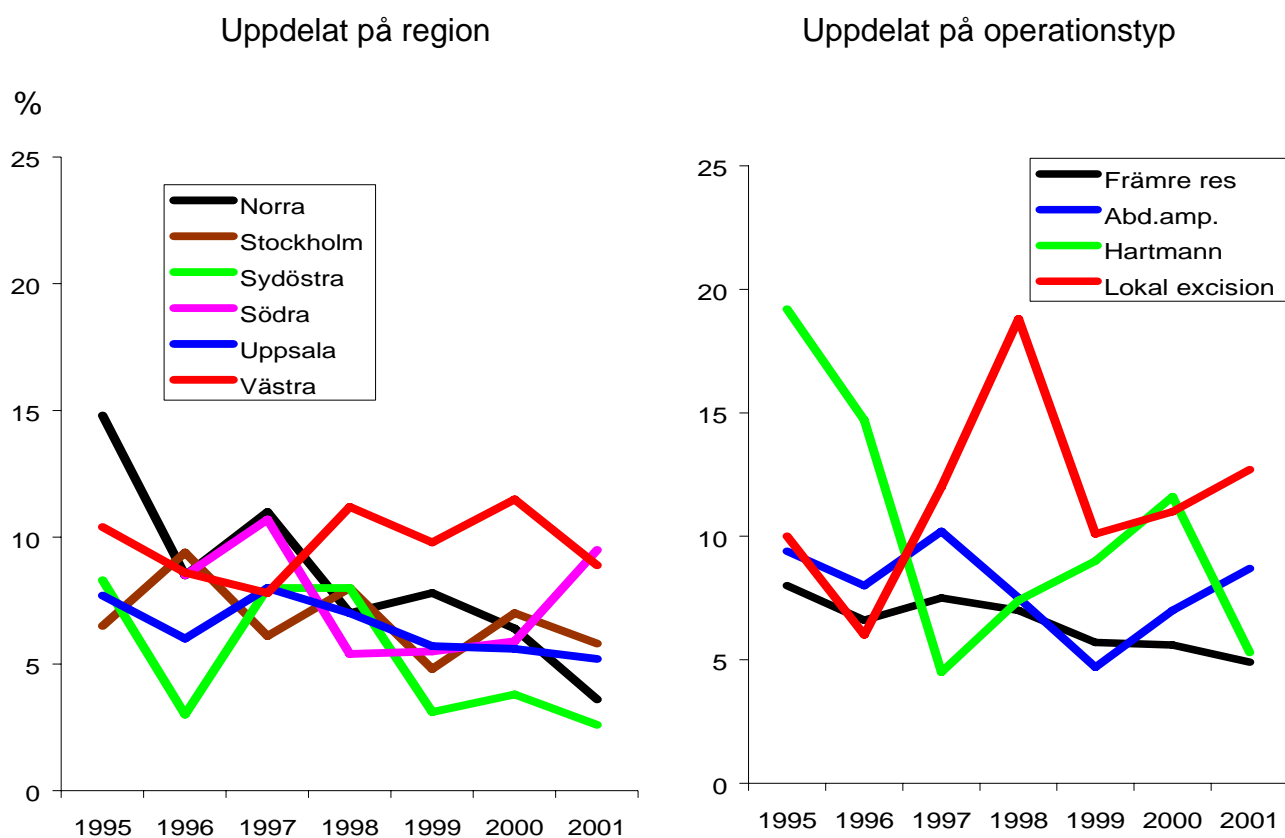 Uppdelat på region
%
25
20
15
10
5
0
Norra
Stockholm
Sydöstra
Södra
Uppsala
Västra
1995 1996 1997 1998 1999 2000 2001
Uppdelat på operationstyp
25
20
15
10
5
0
Främre res
Abd.amp.
Hartmann
Lokal excision
1995 1996 1997 1998 1999 2000 2001